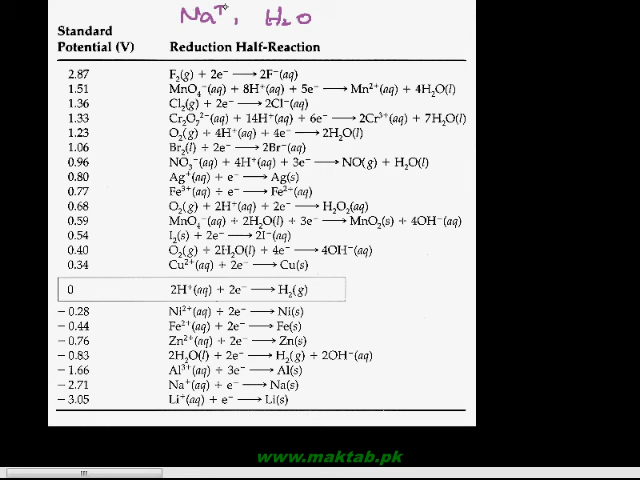 Na⁺, H₂O
Standard
Potential (V) Reduction Half-Reaction
2.87 F₂(g) + 2e⁻ ⟶ 2F⁻(aq)
1.51 MnO₄⁻(aq) + 8H⁺(aq) + 5e⁻ ⟶ Mn²⁺(aq) + 4H₂O(l)
1.36 Cl₂(g) + 2e⁻ ⟶ 2Cl⁻(aq)
1.33 Cr₂O₇²⁻(aq) + 14H⁺(aq) + 6e⁻ ⟶ 2Cr³⁺(aq) + 7H₂O(l)
1.23 O₂(g) + 4H⁺(aq) + 4e⁻ ⟶ 2H₂O(l)
1.06 Br₂(l) + 2e⁻ ⟶ 2Br⁻(aq)
0.96 NO₃⁻(aq) + 4H⁺(aq) + 3e⁻ ⟶ NO(g) + H₂O(l)
0.80 Ag⁺(aq) + e⁻ ⟶ Ag(s)
0.77 Fe³⁺(aq) + e⁻ ⟶ Fe²⁺(aq)
0.68 O₂(g) + 2H⁺(aq) + 2e⁻ ⟶ H₂O₂(aq)
0.59 MnO₄⁻(aq) + 2H₂O(l) + 3e⁻ ⟶ MnO₂(s) + 4OH⁻(aq)
0.54 I₂(s) + 2e⁻ ⟶ 2I⁻(aq)
0.40 O₂(g) + 2H₂O(l) + 4e⁻ ⟶ 4OH⁻(aq)
0.34 Cu²⁺(aq) + 2e⁻ ⟶ Cu(s)
0 2H⁺(aq) + 2e⁻ ⟶ H₂(g)
−0.28 Ni²⁺(aq) + 2e⁻ ⟶ Ni(s)
−0.44 Fe²⁺(aq) + 2e⁻ ⟶ Fe(s)
−0.76 Zn²⁺(aq) + 2e⁻ ⟶ Zn(s)
−0.83 2H₂O(l) + 2e⁻ ⟶ H₂(g) + 2OH⁻(aq)
−1.66 Al³⁺(aq) + 3e⁻ ⟶ Al(s)
−2.71 Na⁺(aq) + e⁻ ⟶ Na(s)
−3.05 Li⁺(aq) + e⁻ ⟶ Li(s)
www.maktab.pk